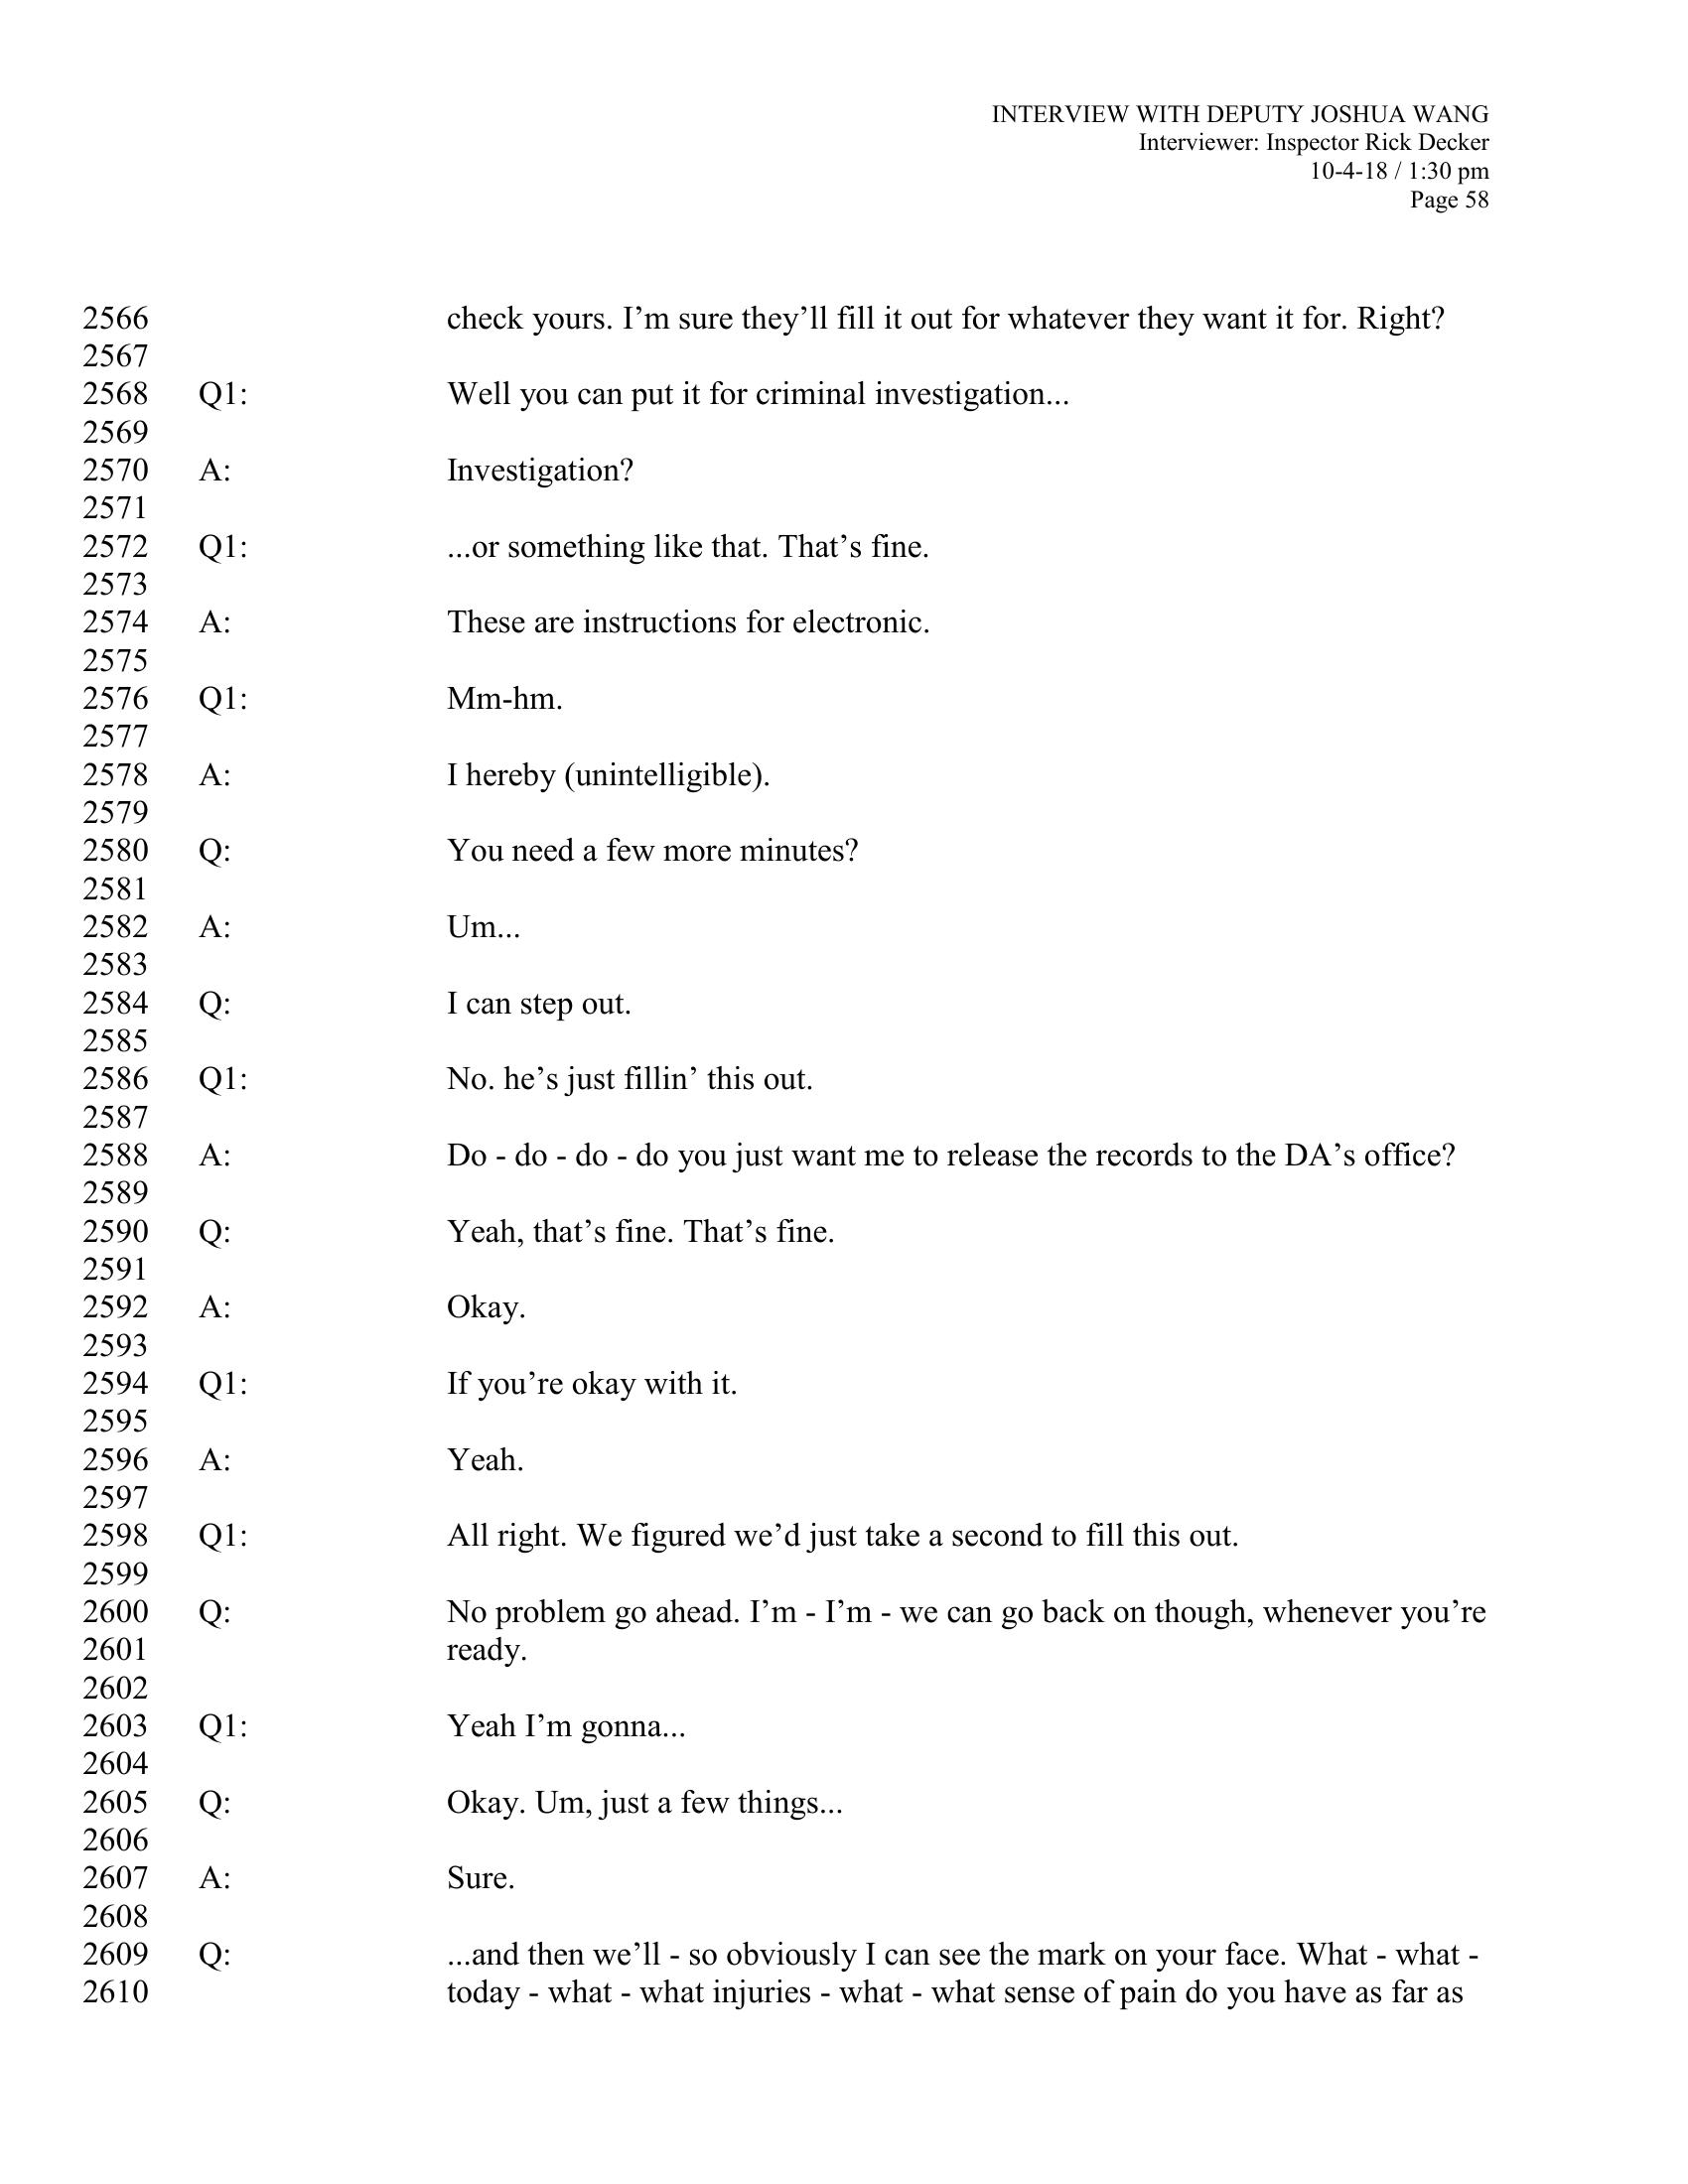 INTERVIEW WITH DEPUTY JOSHUA WANG
Interviewer: Inspector Rick Decker
10-4-18 / 1:30 pm
Page 58
2566 check yours. I’m sure they’ll fill it out for whatever they want it for. Right?
2567
2568 Q1: Well you can put it for criminal investigation...
2569
2570 A: Investigation?
2571
2572 Q1: ...or something like that. That’s fine.
2573
2574 A: These are instructions for electronic.
2575
2576 Q1: Mm-hm.
2577
2578 A: I hereby (unintelligible).
2579
2580 Q: You need a few more minutes?
2581
2582 A: Um...
2583
2584 Q: I can step out.
2585
2586 Q1: No. he’s just fillin’ this out.
2587
2588 A: Do - do - do - do you just want me to release the records to the DA’s office?
2589
2590 Q: Yeah, that’s fine. That’s fine.
2591
2592 A: Okay.
2593
2594 Q1: If you’re okay with it.
2595
2596 A: Yeah.
2597
2598 Q1: All right. We figured we’d just take a second to fill this out.
2599
2600 Q: No problem go ahead. I’m - I’m - we can go back on though, whenever you’re
2601 ready.
2602
2603 Q1: Yeah I’m gonna...
2604
2605 Q: Okay. Um, just a few things...
2606
2607 A: Sure.
2608
2609 Q: ...and then we’ll - so obviously I can see the mark on your face. What - what -
2610 today - what - what injuries - what - what sense of pain do you have as far as